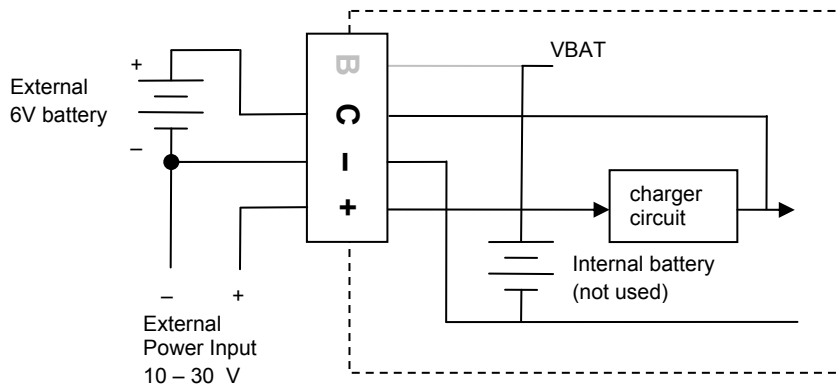 +
External
6V battery
–
B
C
–
+
VBAT
charger
circuit
Internal battery
(not used)
– +
External
Power Input
10 – 30 V